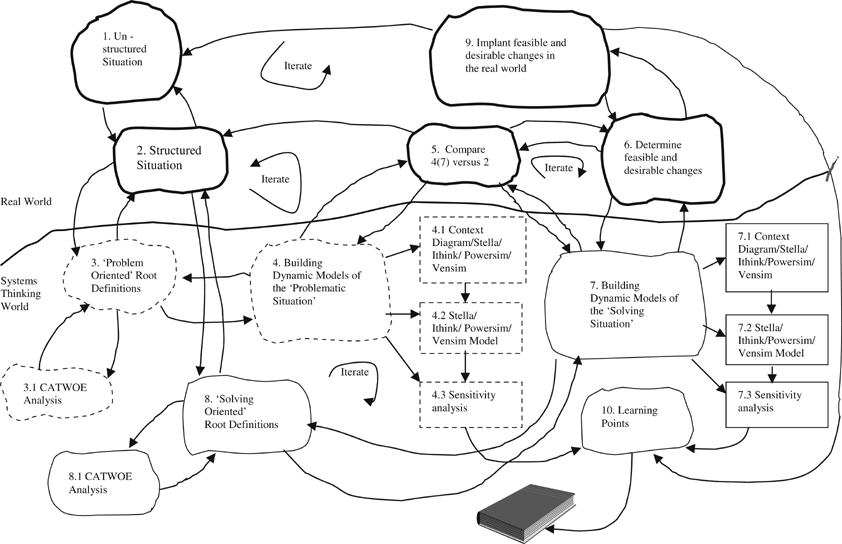 1. Un -
structured
Situation
9. Implant feasible and
desirable changes in
the real world
Iterate
2. Structured
Situation
5. Compare
4(7) versus 2
6. Determine
feasible and
desirable changes
Iterate
Iterate
Real World
Systems
Thinking
World
3. ‘Problem
Oriented’ Root
Definitions
4. Building
Dynamic Models of
the ‘Problematic
Situation’
4.1 Context
Diagram/Stella/
Ithink/ Powersim/
Vensim
7. Building
Dynamic Models of
the ‘Solving
Situation’
7.1 Context
Diagram/Stella/
Ithink/Powersim/
Vensim
4.2 Stella/
Ithink/ Powersim/
Vensim Model
7.2 Stella/
Ithink/Powersim/
Vensim Model
3.1 CATWOE
Analysis
Iterate
4.3 Sensitivity
analysis
7.3 Sensitivity
analysis
8. ‘Solving
Oriented’
Root Definitions
10. Learning
Points
8.1 CATWOE
Analysis